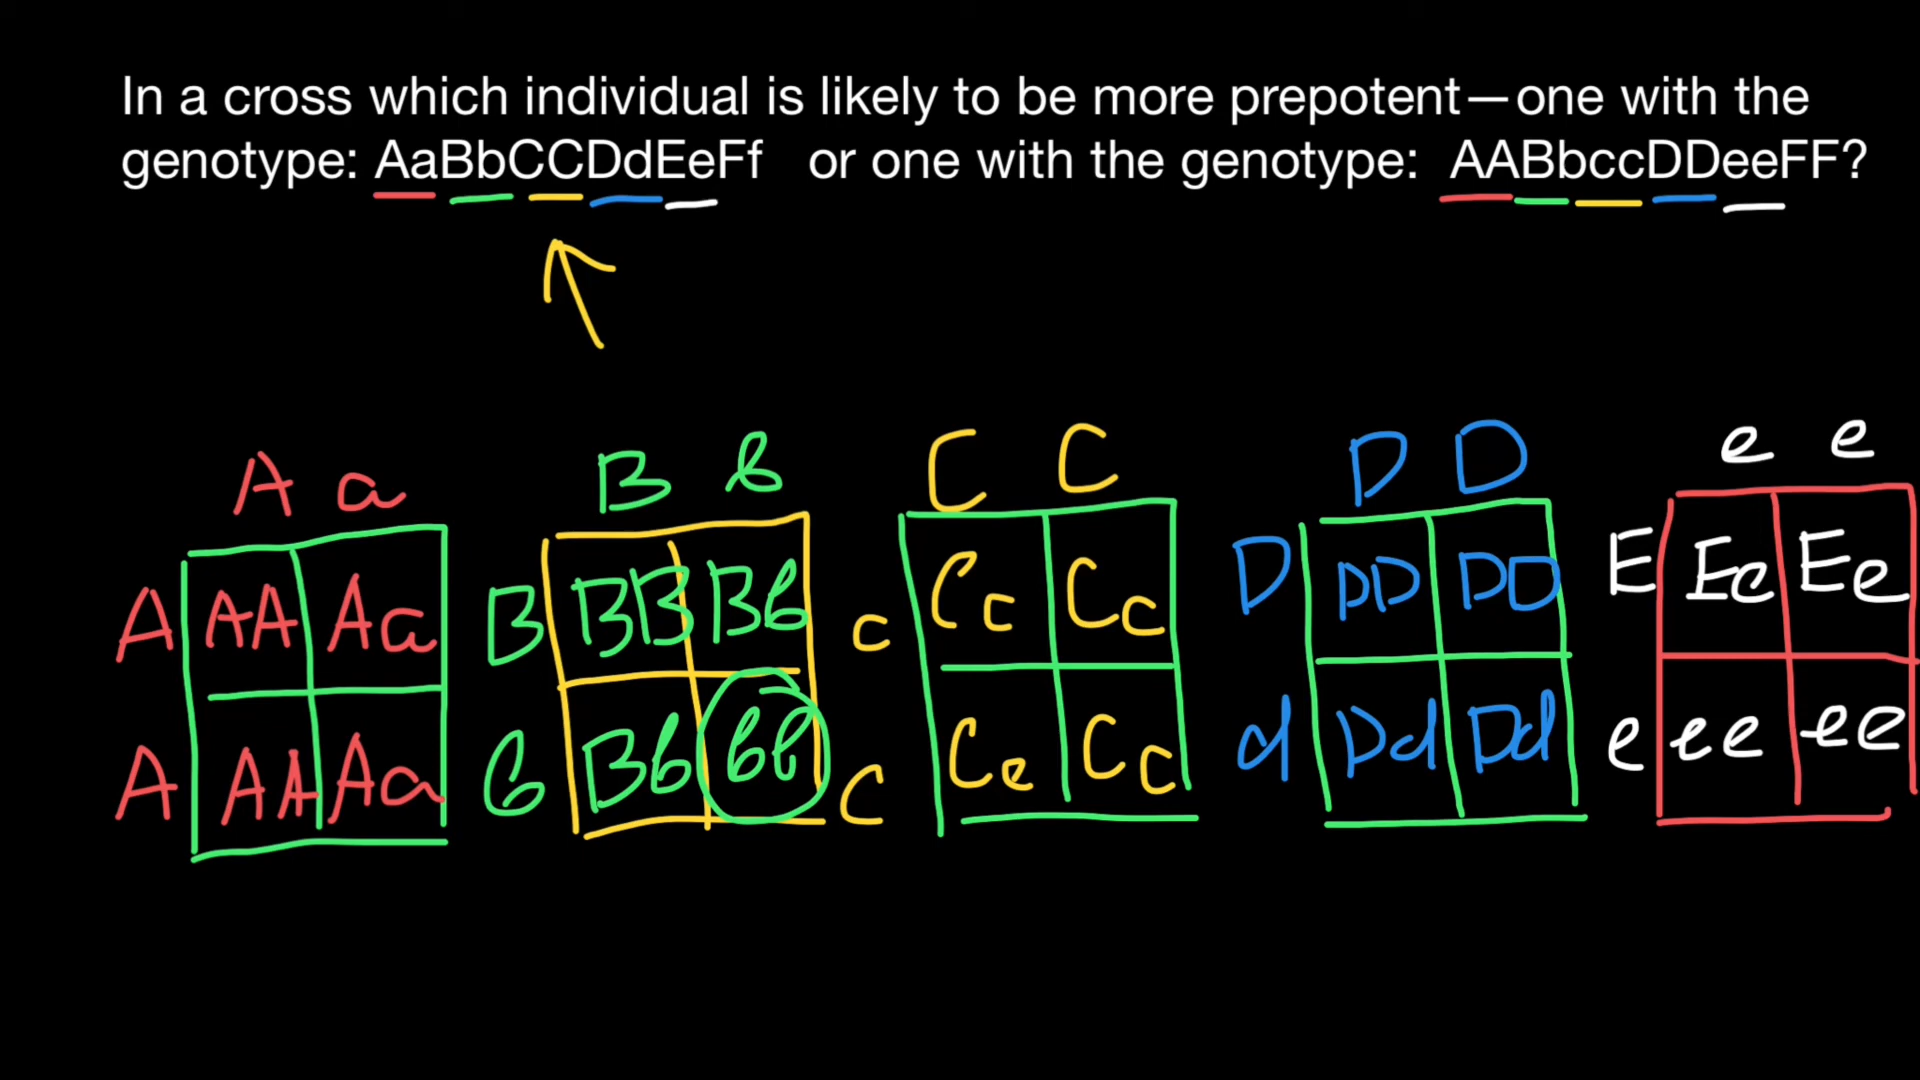 In a cross which individual is likely to be more prepotent—one with the
genotype: AaBbCCDdEeFf or one with the genotype: AABbccDDeeFF?
A a B b C C D D e e
A AA Aa B BB Bb c Cc Cc D DD DD E Ee Ee
A AA Aa b Bb bb c Cc Cc d Dd Dd e ee ee